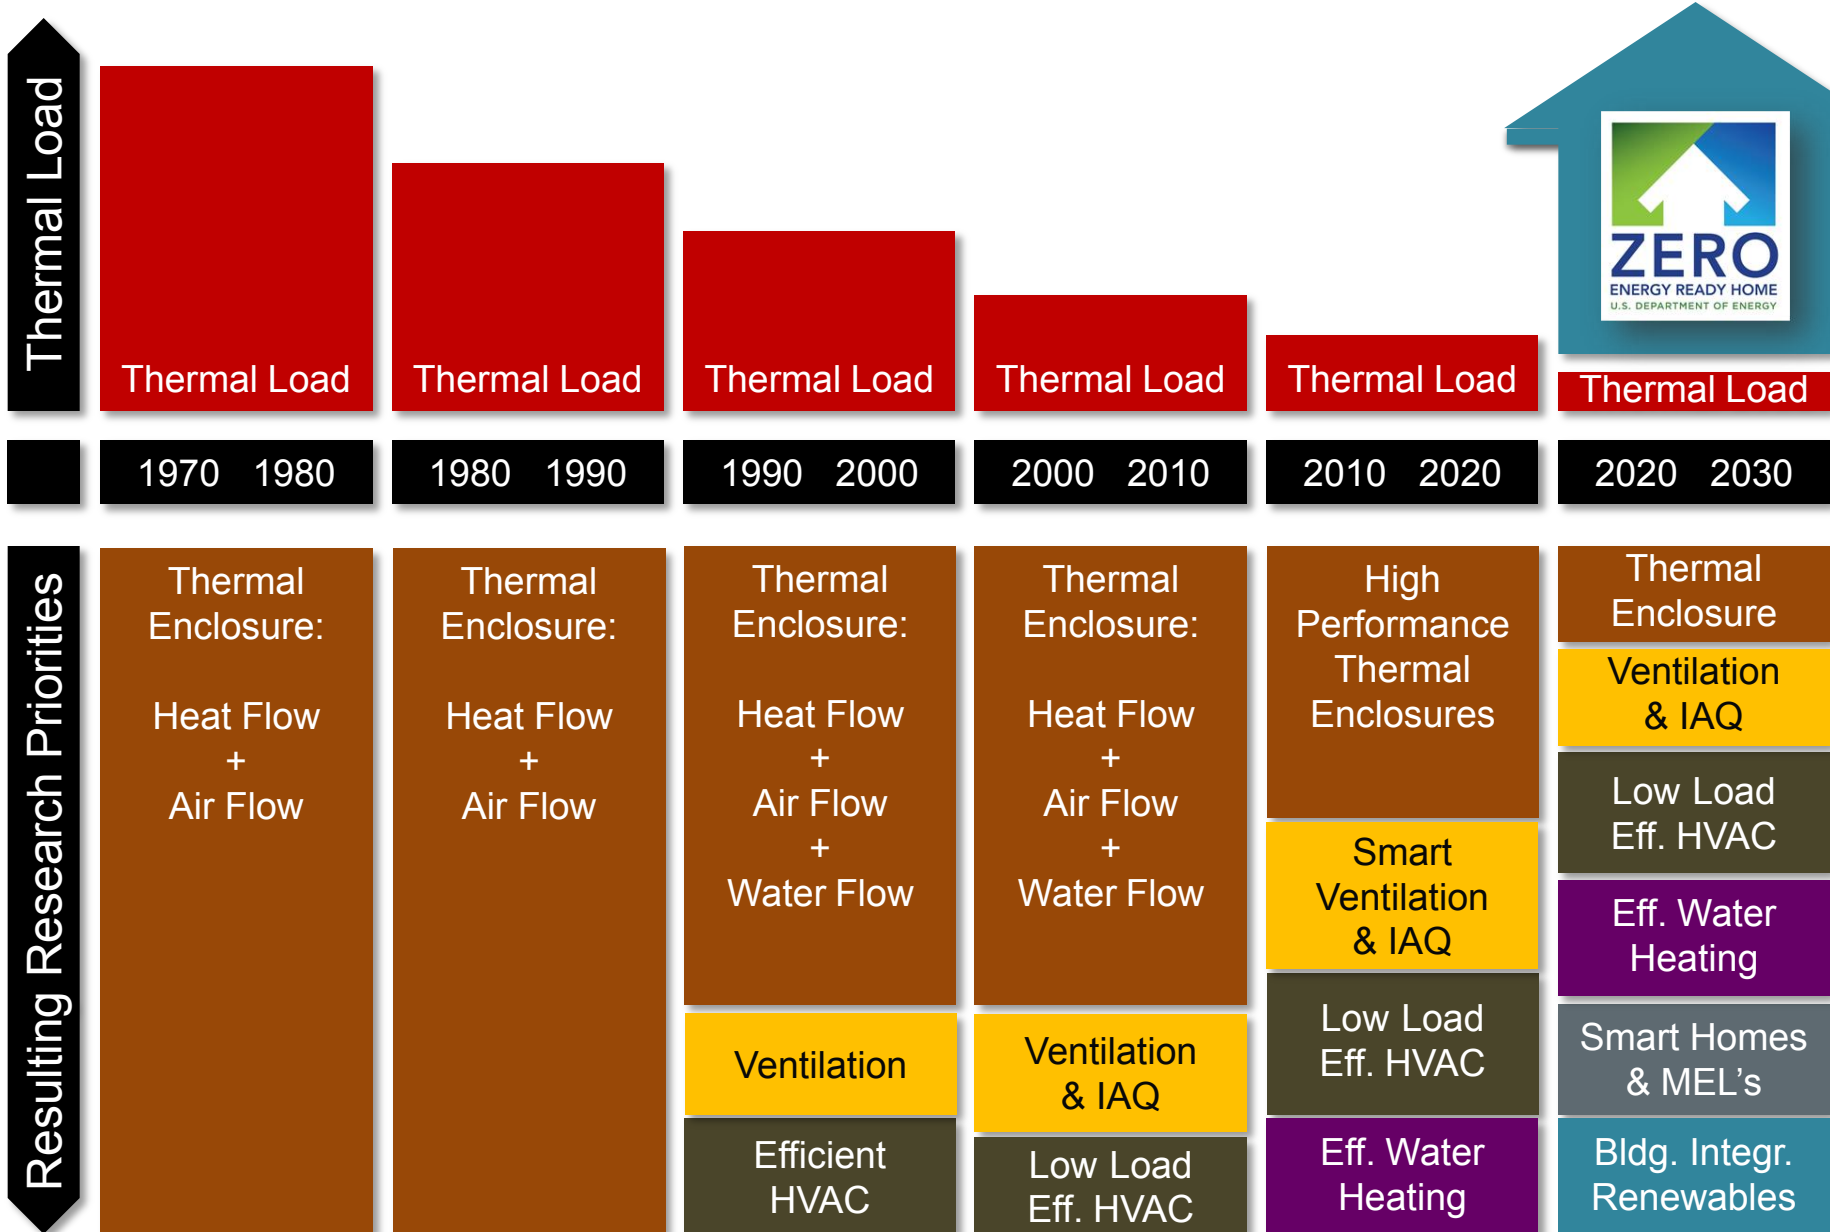 Thermal Load
ZERO
ENERGY READY HOME
U.S. DEPARTMENT OF ENERGY
Thermal Load
Thermal Load
Thermal Load
Thermal Load
Thermal Load
Thermal Load
1970 1980
1980 1990
1990 2000
2000 2010
2010 2020
2020 2030
Resulting Research Priorities
Thermal
Enclosure:
Heat Flow
+
Air Flow
Thermal
Enclosure:
Heat Flow
+
Air Flow
Thermal
Enclosure:
Heat Flow
+
Air Flow
+
Water Flow
Ventilation
Efficient
HVAC
Thermal
Enclosure:
Heat Flow
+
Air Flow
+
Water Flow
Ventilation
& IAQ
Low Load
Eff. HVAC
High
Performance
Thermal
Enclosures
Smart
Ventilation
& IAQ
Low Load
Eff. HVAC
Eff. Water
Heating
Thermal
Enclosure
Ventilation
& IAQ
Low Load
Eff. HVAC
Eff. Water
Heating
Smart Homes
& MEL’s
Bldg. Integr.
Renewables